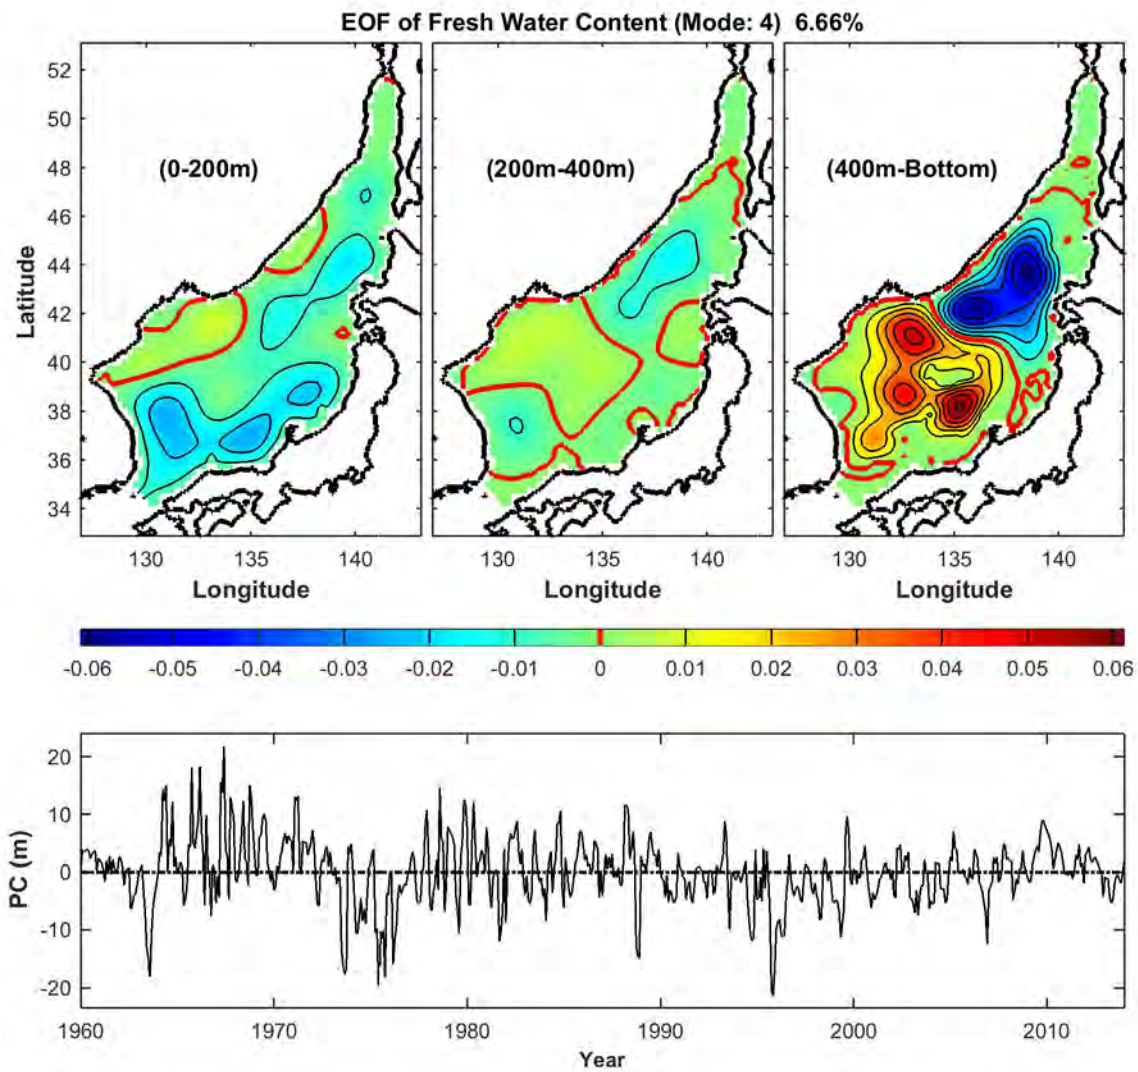 EOF of Fresh Water Content (Mode: 4) 6.66%
52
50
48
46
44
42
40
38
36
34
Latitude
(0-200m)
(200m-400m)
(400m-Bottom)
130 135 140
130 135 140
130 135 140
Longitude
Longitude
Longitude
-0.06 -0.05 -0.04 -0.03 -0.02 -0.01 0 0.01 0.02 0.03 0.04 0.05 0.06
20
10
0
-10
-20
PC (m)
1960 1970 1980 1990 2000 2010
Year